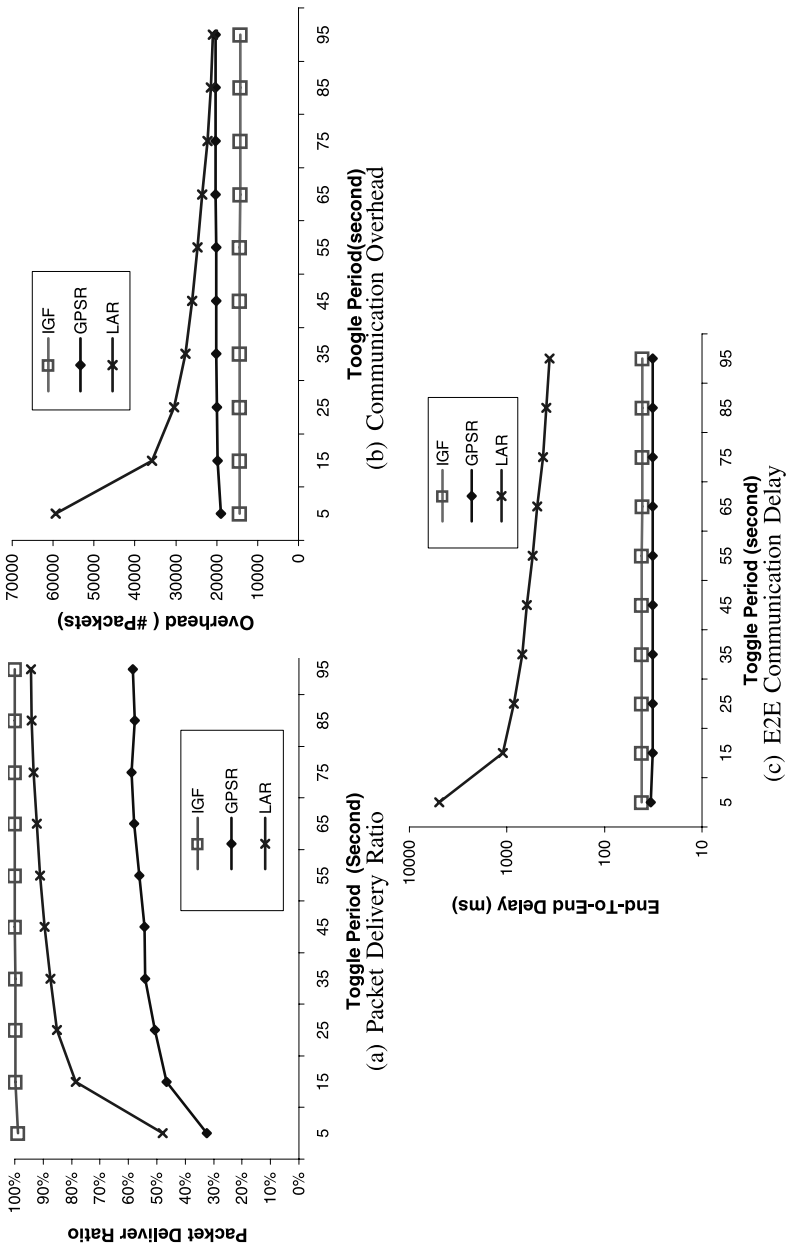 100%
90%
80%
70%
60%
50%
40%
30%
20%
10%
0%
Packet Deliver Ratio
5 15 25 35 45 55 65 75 85 95
IGF
GPSR
LAR
Toggle Period (Second)
(a) Packet Delivery Ratio
70000
60000
50000
40000
30000
20000
10000
0
Overhead ( #Packets)
5 15 25 35 45 55 65 75 85 95
IGF
GPSR
LAR
Toogle Period(second)
(b) Communication Overhead
10000
1000
100
10
End-To-End Delay (ms)
5 15 25 35 45 55 65 75 85 95
IGF
GPSR
LAR
Toggle Period (second)
(c) E2E Communication Delay